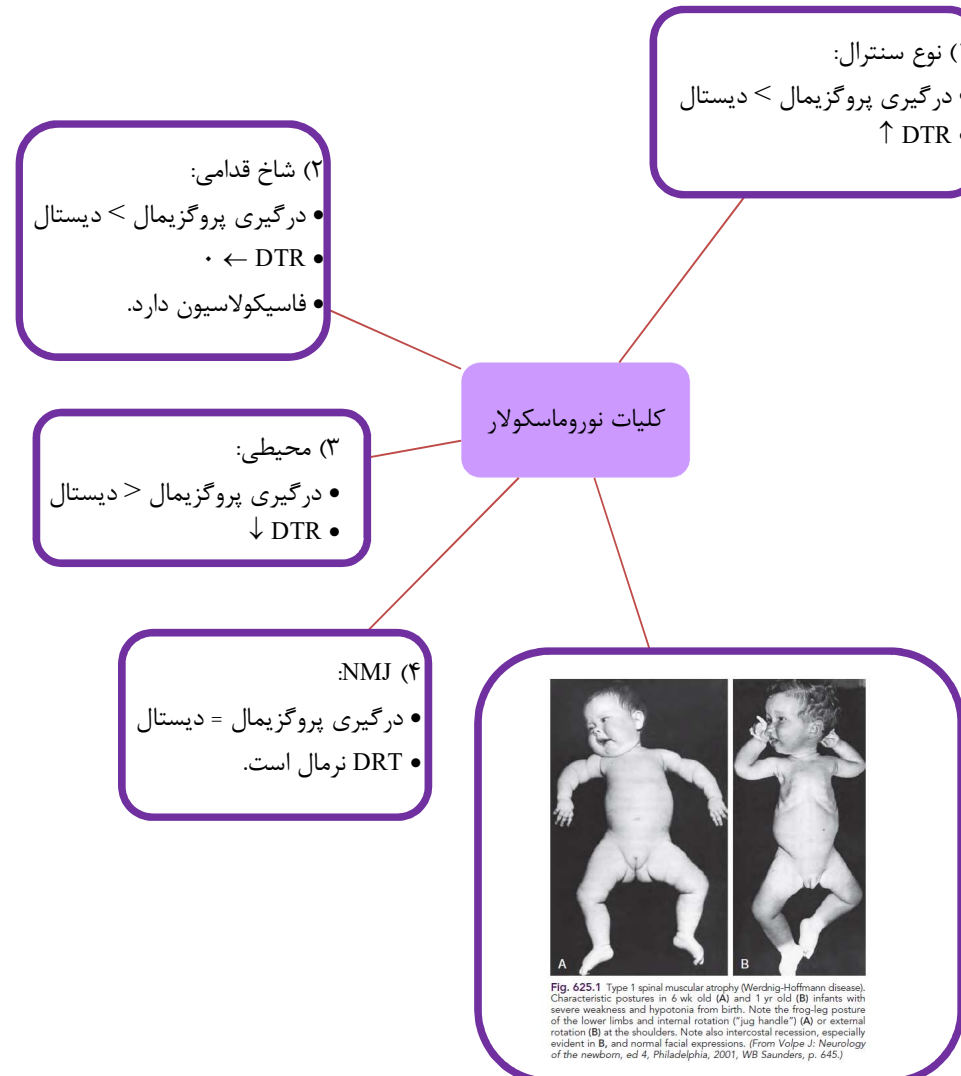 ۱) نوع سنترال:
• درگیری پروگزیمال > دیستال
• DTR ↑
۲) شاخ قدامی:
• درگیری پروگزیمال > دیستال
• DTR ← ۰
• فاسیکولاسیون دارد.
کلیات نوروماسکولار
۳) محیطی:
• درگیری پروگزیمال < دیستال
• DTR ↓
۴) NMJ:
• درگیری پروگزیمال = دیستال
• DRT نرمال است.
A
B
Fig. 625.1 Type 1 spinal muscular atrophy (Werdnig-Hoffmann disease).
Characteristic postures in 6 wk old (A) and 1 yr old (B) infants with
severe weakness and hypotonia from birth. Note the frog-leg posture
of the lower limbs and internal rotation ("jug handle") (A) or external
rotation (B) at the shoulders. Note also intercostal recession, especially
evident in B, and normal facial expressions. (From Volpe J: Neurology
of the newborn, ed 4, Philadelphia, 2001, WB Saunders, p. 645.)